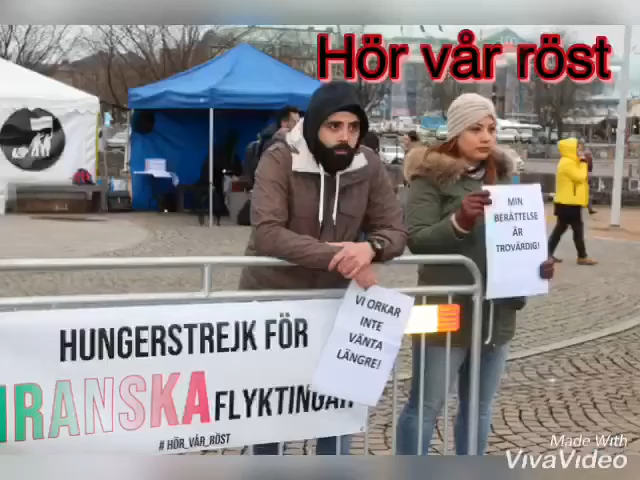 Hör vår röst
MIN
BERÄTTELSE
ÄR
TROVÄRDIG!
VI ORKAR
INTE
VÄNTA
LÄNGRE!
HUNGERSTREJK FÖR
IRANSKA FLYKTINGAR
# HÖR_VÅR_RÖST
Made With
VivaVideo